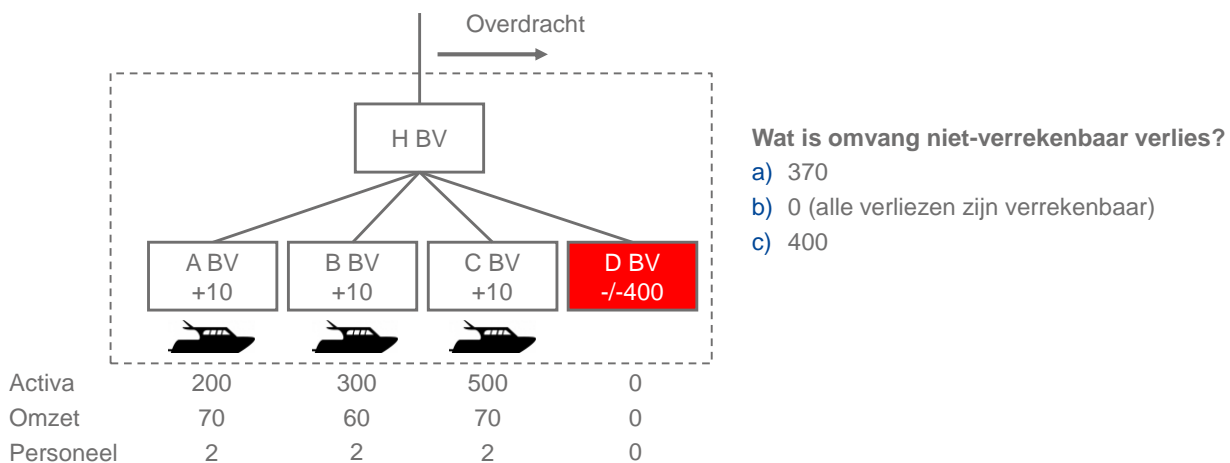 Overdracht
H BV
Wat is omvang niet-verrekenbaar verlies?
a) 370
b) 0 (alle verliezen zijn verrekenbaar)
c) 400
A BV
+10
B BV
+10
C BV
+10
D BV
-/-400
Activa 200 300 500 0
Omzet 70 60 70 0
Personeel 2 2 2 0